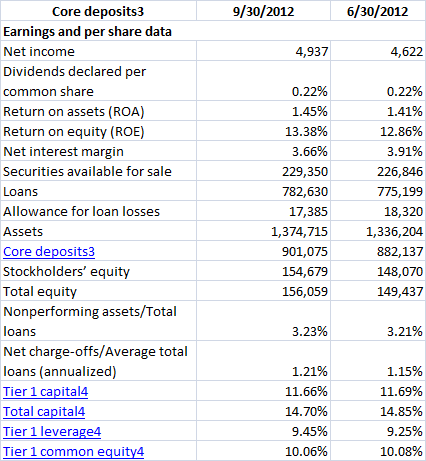 Core deposits3 9/30/2012 6/30/2012
Earnings and per share data
Net income 4,937 4,622
Dividends declared per
common share 0.22% 0.22%
Return on assets (ROA) 1.45% 1.41%
Return on equity (ROE) 13.38% 12.86%
Net interest margin 3.66% 3.91%
Securities available for sale 229,350 226,846
Loans 782,630 775,199
Allowance for loan losses 17,385 18,320
Assets 1,374,715 1,336,204
Core deposits3 901,075 882,137
Stockholders’ equity 154,679 148,070
Total equity 156,059 149,437
Nonperforming assets/Total
loans 3.23% 3.21%
Net charge-offs/Average total
loans (annualized) 1.21% 1.15%
Tier 1 capital4 11.66% 11.69%
Total capital4 14.70% 14.85%
Tier 1 leverage4 9.45% 9.25%
Tier 1 common equity4 10.06% 10.08%